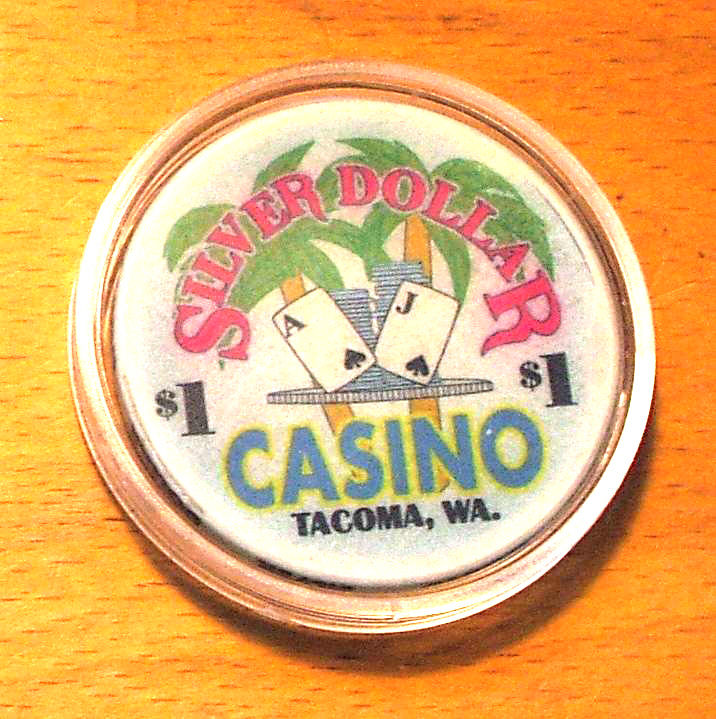 SILVER DOLLAR
A
J
$1
$1
CASINO
TACOMA, WA.